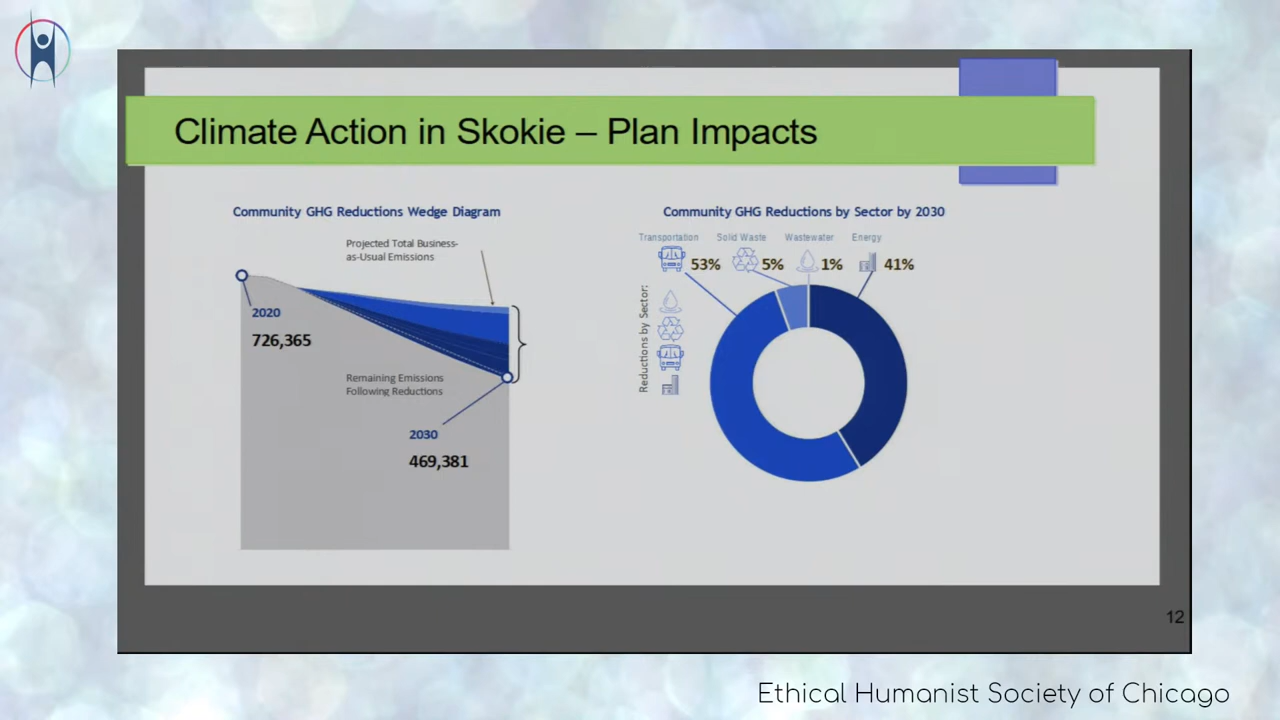 Climate Action in Skokie – Plan Impacts
Community GHG Reductions Wedge Diagram
Projected Total Business-
as-Usual Emissions
2020
726,365
Remaining Emissions
Following Reductions
2030
469,381
Community GHG Reductions by Sector by 2030
Transportation Solid Waste Wastewater Energy
53% 5% 1% 41%
Reductions by Sector:
12
Ethical Humanist Society of Chicago